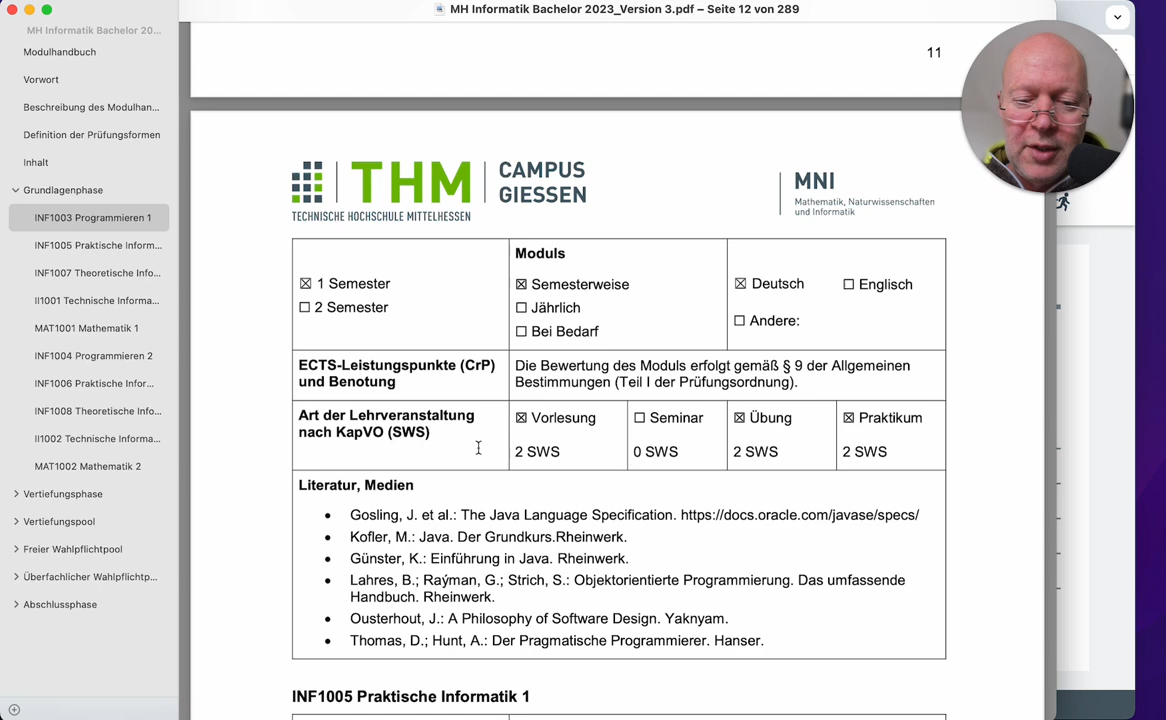 MH Informatik Bachelor 2023_Version 3.pdf – Seite 12 von 289
MH Informatik Bachelor 20...
Modulhandbuch
Vorwort
Beschreibung des Modulhan...
Definition der Prüfungsformen
Inhalt
Grundlagenphase
INF1003 Programmieren 1
INF1005 Praktische Inform...
INF1007 Theoretische Info...
II1001 Technische Informa...
MAT1001 Mathematik 1
INF1004 Programmieren 2
INF1006 Praktische Infor...
INF1008 Theoretische Info...
II1002 Technische Informa...
MAT1002 Mathematik 2
Vertiefungsphase
Vertiefungspool
Freier Wahlpflichtpool
Überfachlicher Wahlpflichtp...
Abschlussphase
11
THM
CAMPUS
GIESSEN
TECHNISCHE HOCHSCHULE MITTELHESSEN
MNI
Mathematik, Naturwissenschaften
und Informatik
Moduls
☒ 1 Semester
☐ 2 Semester
☒ Semesterweise
☐ Jährlich
☐ Bei Bedarf
☒ Deutsch ☐ Englisch
☐ Andere:
ECTS-Leistungspunkte (CrP)
und Benotung
Die Bewertung des Moduls erfolgt gemäß § 9 der Allgemeinen
Bestimmungen (Teil I der Prüfungsordnung).
Art der Lehrveranstaltung
nach KapVO (SWS)
☒ Vorlesung ☐ Seminar ☒ Übung ☒ Praktikum
2 SWS 0 SWS 2 SWS 2 SWS
Literatur, Medien
• Gosling, J. et al.: The Java Language Specification. https://docs.oracle.com/javase/specs/
• Kofler, M.: Java. Der Grundkurs.Rheinwerk.
• Günster, K.: Einführung in Java. Rheinwerk.
• Lahres, B.; Raýman, G.; Strich, S.: Objektorientierte Programmierung. Das umfassende
Handbuch. Rheinwerk.
• Ousterhout, J.: A Philosophy of Software Design. Yaknyam.
• Thomas, D.; Hunt, A.: Der Pragmatische Programmierer. Hanser.
INF1005 Praktische Informatik 1